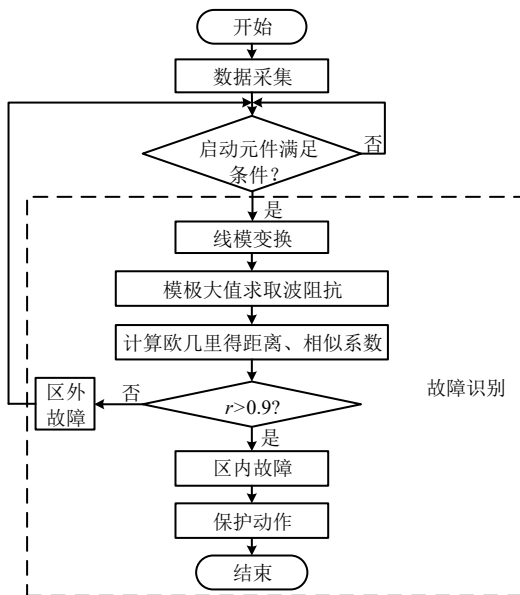 开始
数据采集
启动元件满足
条件?
否
是
线模变换
模极大值求取波阻抗
计算欧几里得距离、相似系数
故障识别
区外
故障
否
r>0.9?
是
区内故障
保护动作
结束